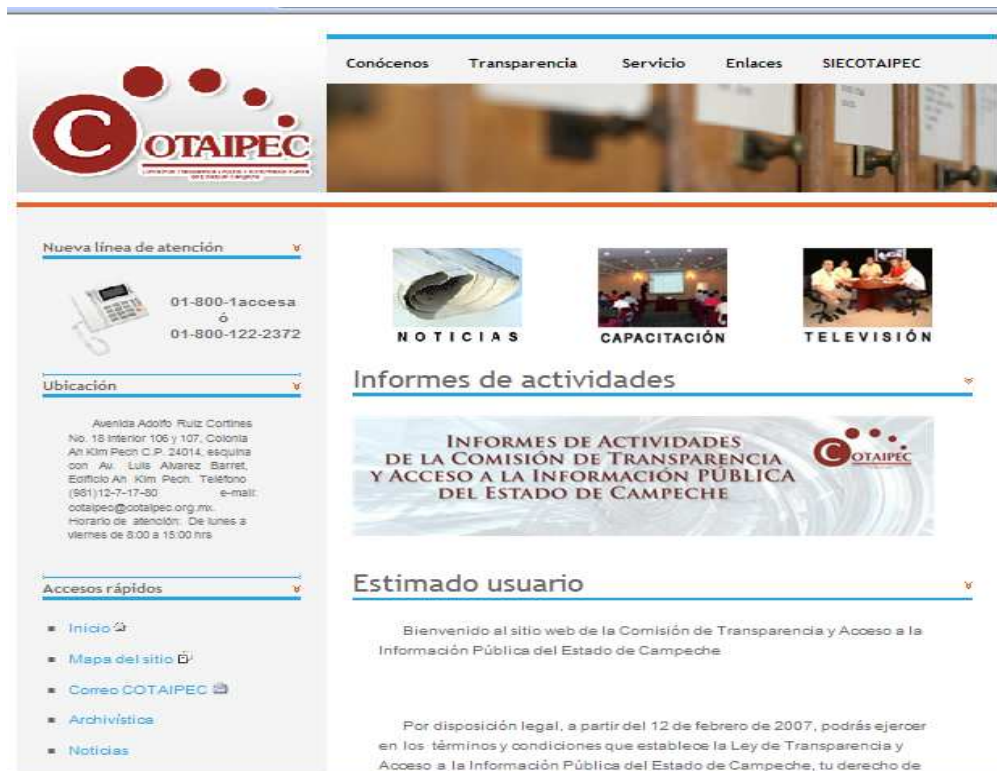 Conócenos Transparencia Servicio Enlaces SIECOTAIPEC
COTAIPEC
Nueva línea de atención
01-800-1accesa
ó
01-800-122-2372
Ubicación
Avenida Adolfo Ruiz Cortines
No. 18 Interior 106 y 107, Colonia
Ah Kim Pech C.P. 24014, esquina
con Av. Luis Alvarez Barret,
Edificio Ah Kim Pech. Teléfono
(981)12-7-17-80 e-mail:
cotaipec@cotaipec.org.mx.
Horario de atención: De lunes a
viernes de 8:00 a 15:00 hrs
Accesos rápidos
Inicio
Mapa del sitio
Correo COTAIPEC
Archivística
Noticias
NOTICIAS CAPACITACIÓN TELEVISIÓN
Informes de actividades
INFORMES DE ACTIVIDADES
DE LA COMISIÓN DE TRANSPARENCIA
Y ACCESO A LA INFORMACIÓN PÚBLICA
DEL ESTADO DE CAMPECHE
COTAIPEC
Estimado usuario
Bienvenido al sitio web de la Comisión de Transparencia y Acceso a la
Información Pública del Estado de Campeche
Por disposición legal, a partir del 12 de febrero de 2007, podrás ejercer
en los términos y condiciones que establece la Ley de Transparencia y
Acceso a la Información Pública del Estado de Campeche, tu derecho de